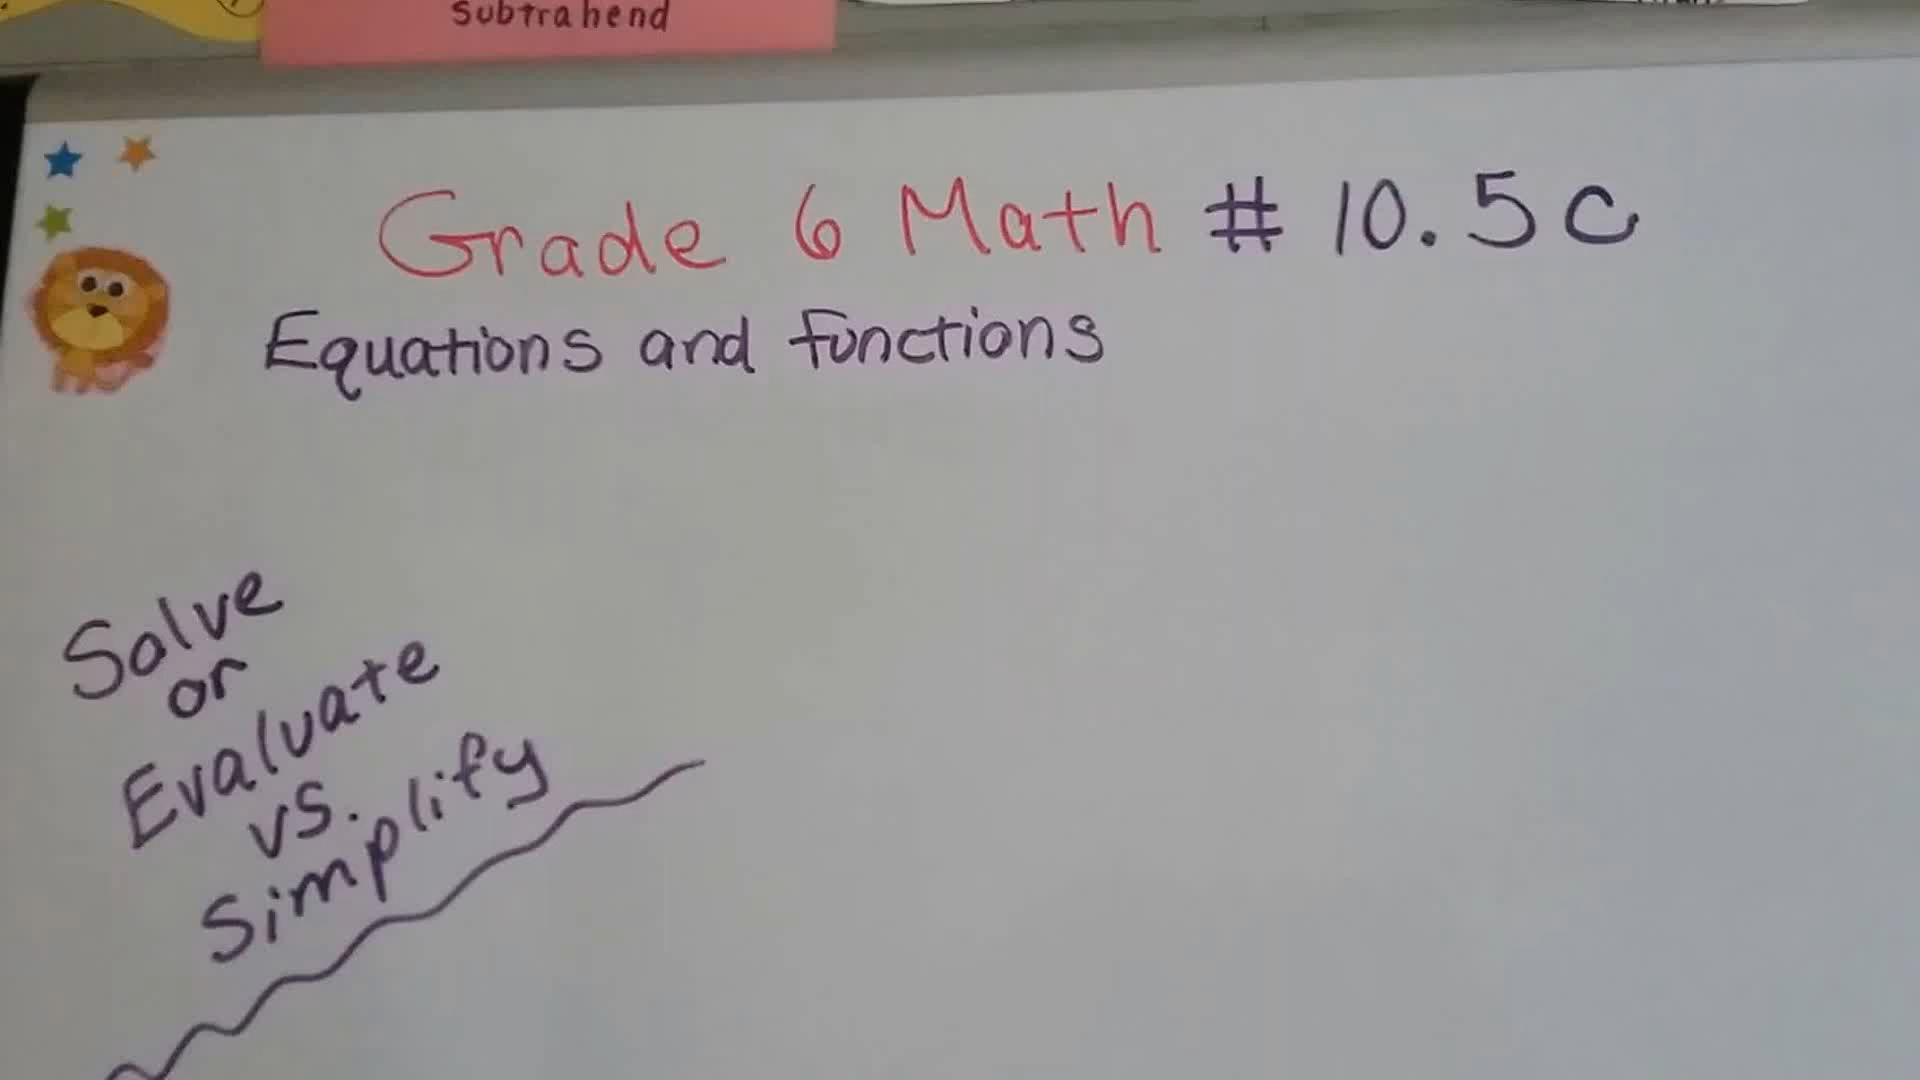 Subtrahend
Grade 6 Math # 10.5c
Equations and functions
Solve
or
Evaluate
vs.
Simplify